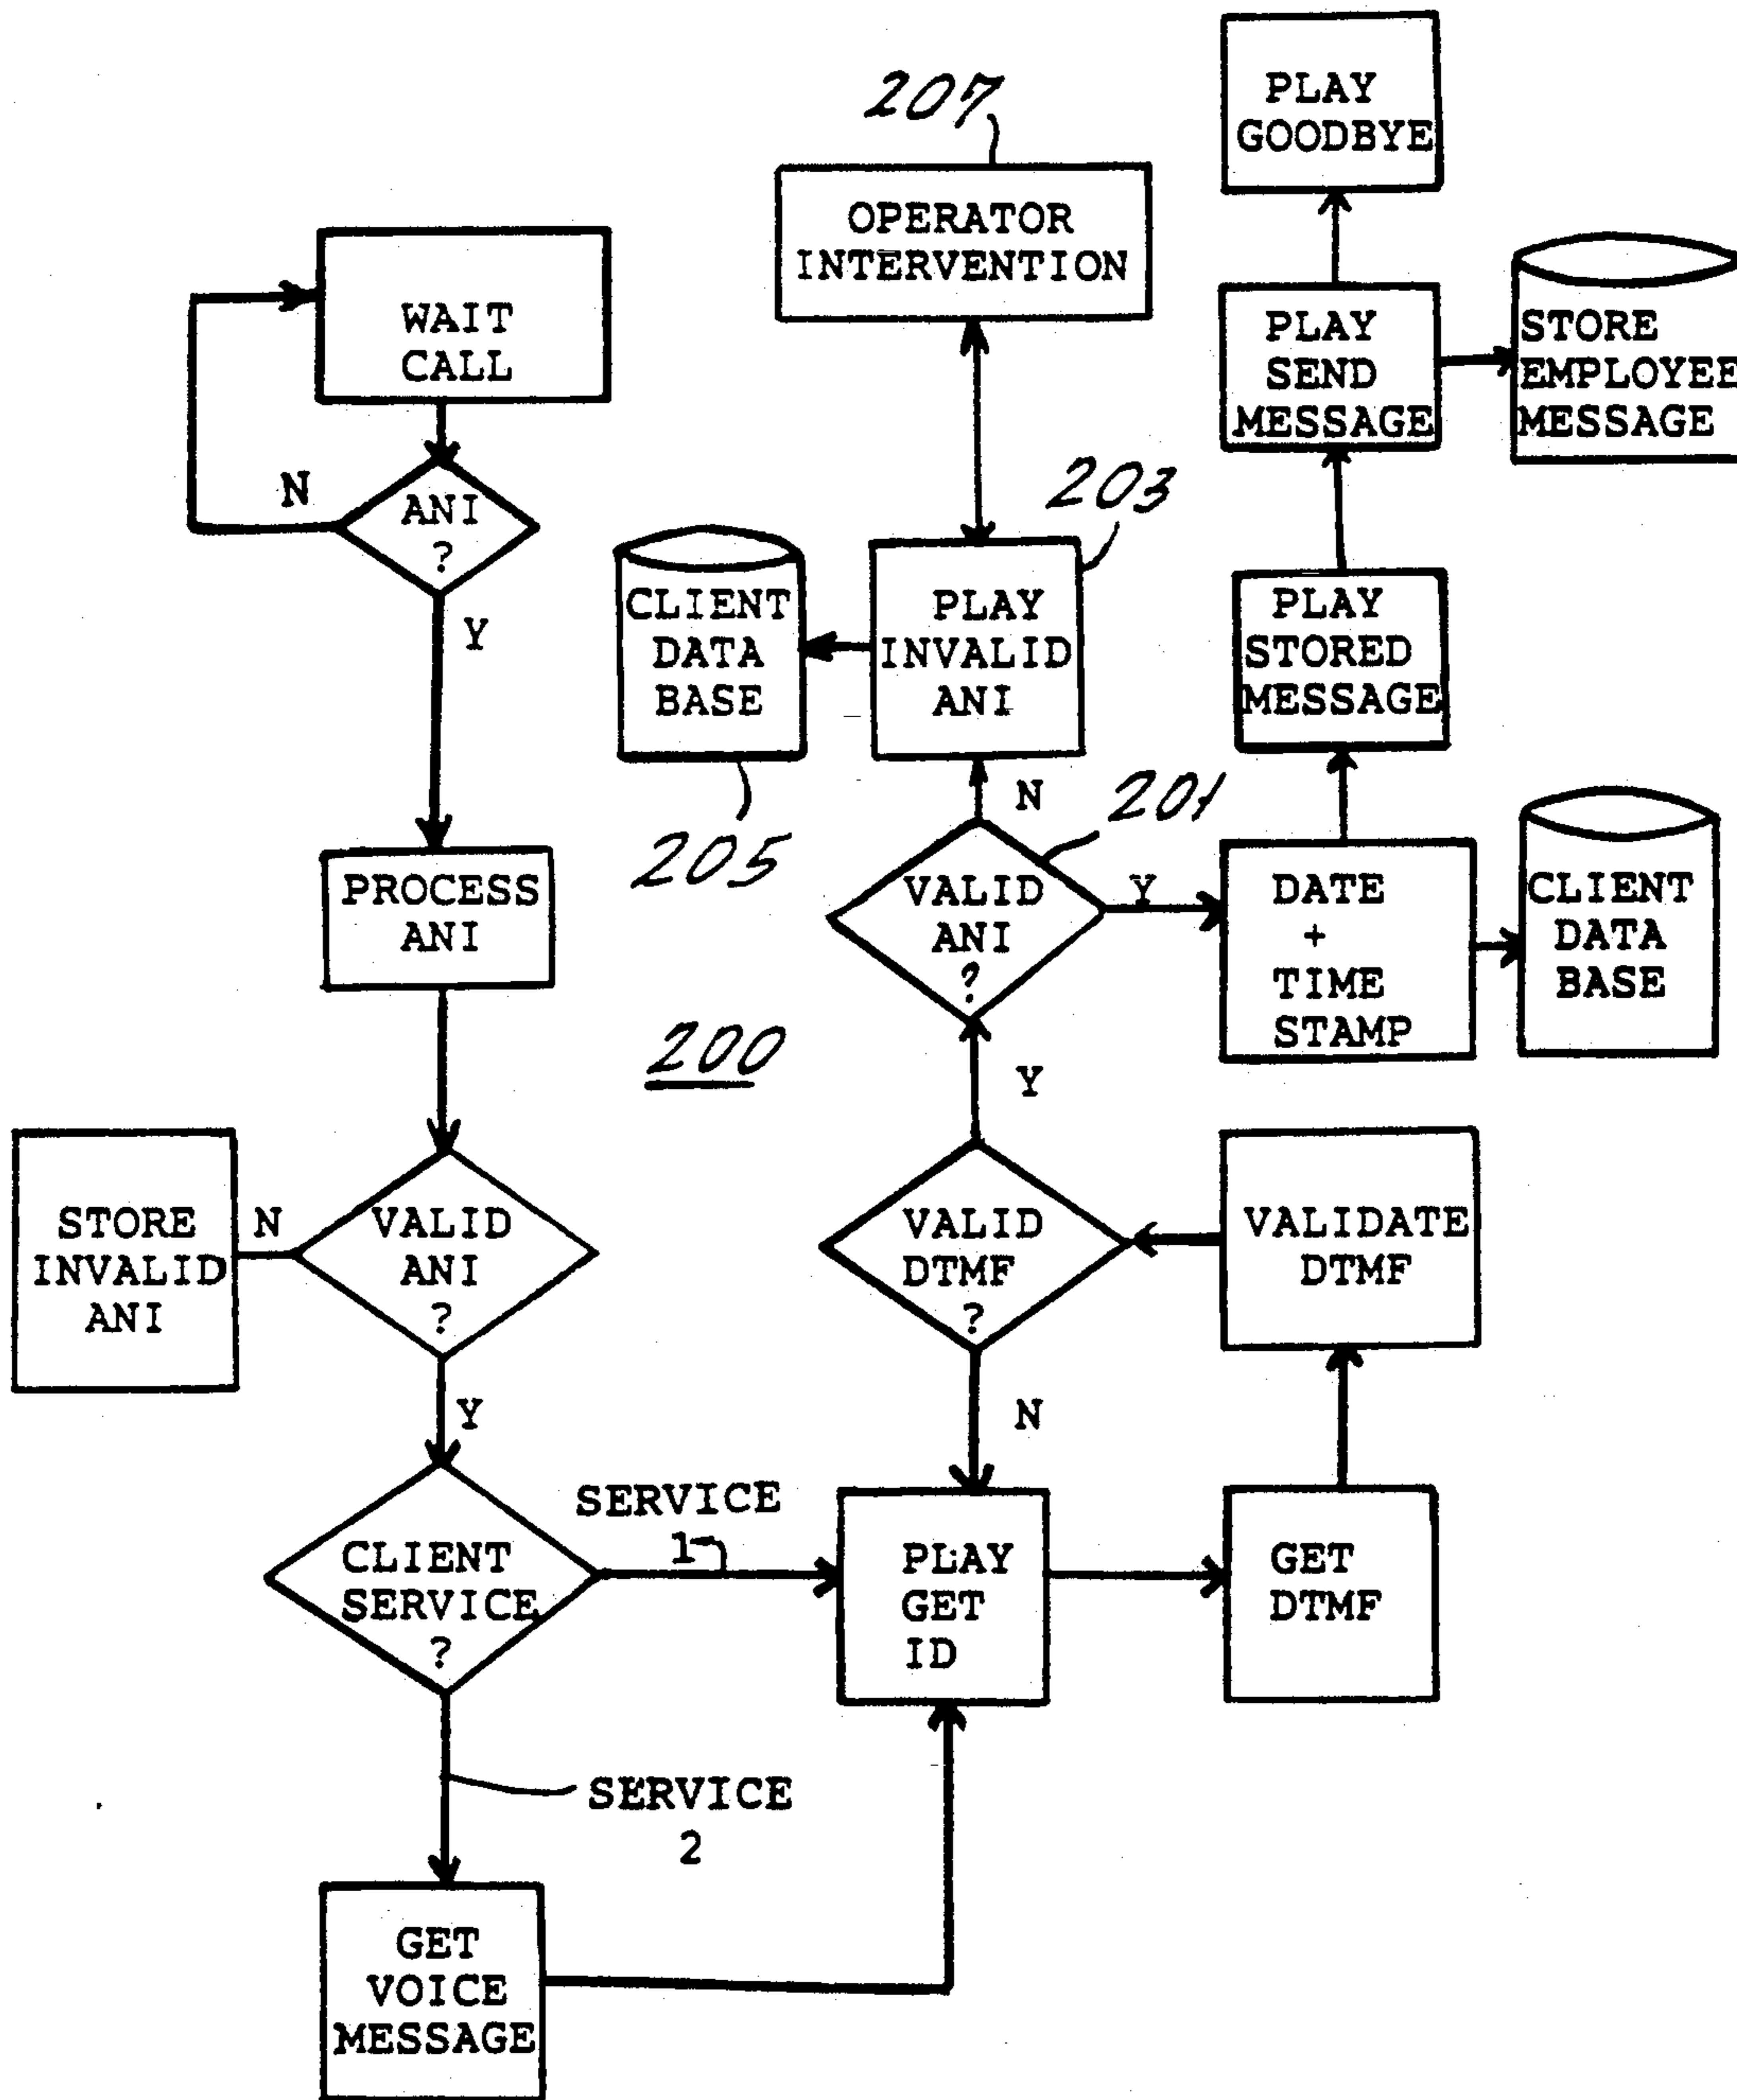 PLAY
GOODBYE
207
OPERATOR
INTERVENTION
WAIT
CALL
PLAY
SEND
MESSAGE
STORE
EMPLOYEE
MESSAGE
N
ANI
?
Y
203
CLIENT
DATA
BASE
205
PLAY
INVALID
ANI
N
PLAY
STORED
MESSAGE
201
PROCESS
ANI
VALID
ANI
?
Y
DATE
+
TIME
STAMP
CLIENT
DATA
BASE
200
Y
STORE
INVALID
ANI
N
VALID
ANI
?
Y
VALID
DTMF
?
N
VALIDATE
DTMF
CLIENT
SERVICE
?
SERVICE
1
PLAY
GET
ID
GET
DTMF
SERVICE
2
GET
VOICE
MESSAGE